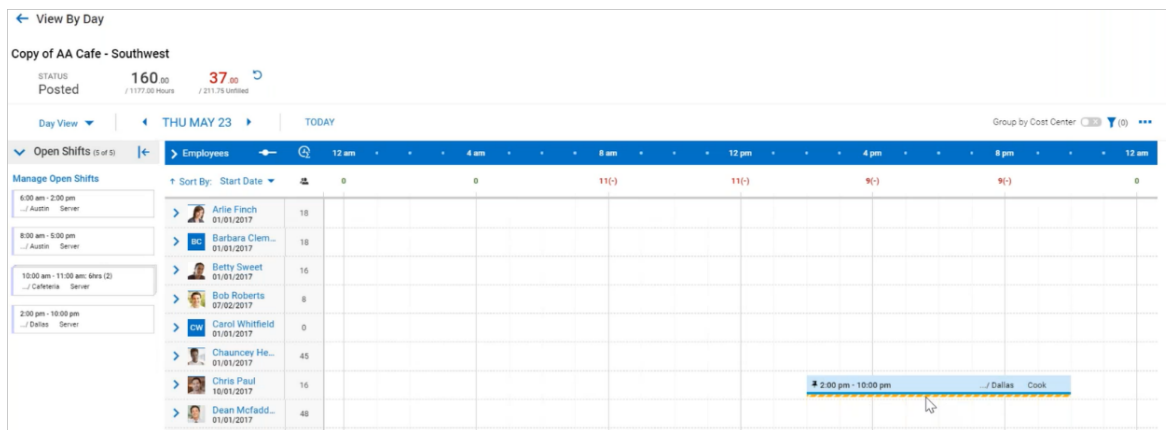 View By Day
Copy of AA Cafe - Southwest
STATUS
Posted
160.00
/ 1177.00 Hours
37.00
/ 211.75 Unfilled
Day View
THU MAY 23
TODAY
Group by Cost Center
(0)
Open Shifts (5 of 5)
Employees
12 am 4 am 8 am 12 pm 4 pm 8 pm 12 am
Manage Open Shifts
Sort By: Start Date
0 0 11(-) 11(-) 9(-) 9(-) 0
6:00 am - 2:00 pm
.../ Austin Server
8:00 am - 5:00 pm
.../ Austin Server
10:00 am - 11:00 am: 6hrs (2)
.../ Cafeteria Server
2:00 pm - 10:00 pm
.../ Dallas Server
Arlie Finch
01/01/2017
18
BC
Barbara Clem...
01/01/2017
18
Betty Sweet
01/01/2017
16
Bob Roberts
07/02/2017
8
CW
Carol Whitfield
01/01/2017
0
Chauncey He...
01/01/2017
45
Chris Paul
10/01/2017
16
2:00 pm - 10:00 pm .../ Dallas Cook
Dean Mcfadd...
01/01/2017
48